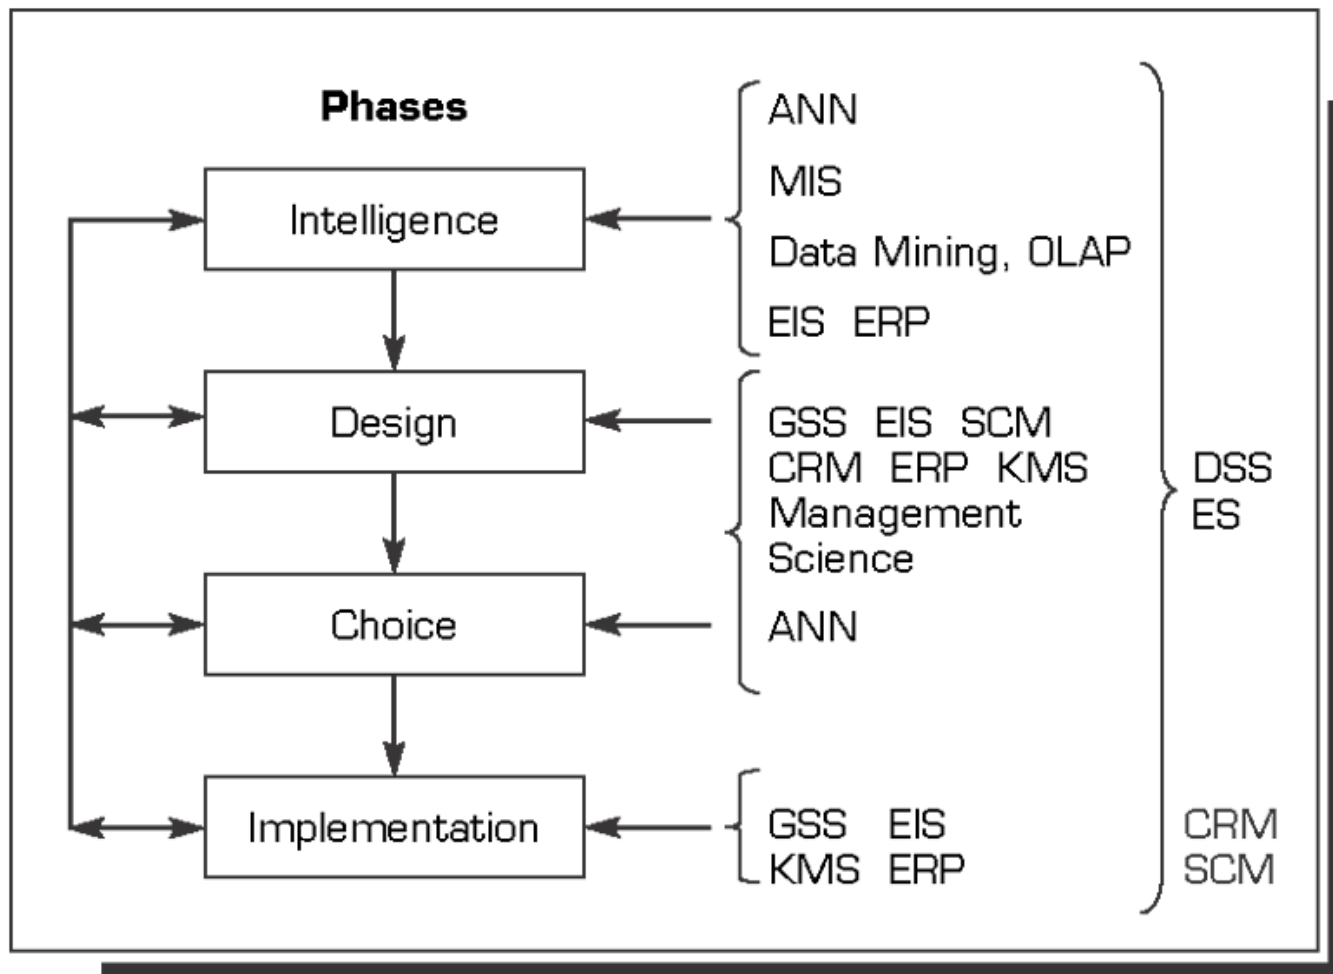 Phases
Intelligence
Design
Choice
Implementation
ANN
MIS
Data Mining, OLAP
EIS ERP
GSS EIS SCM
CRM ERP KMS
Management
Science
ANN
GSS EIS
KMS ERP
DSS
ES
CRM
SCM